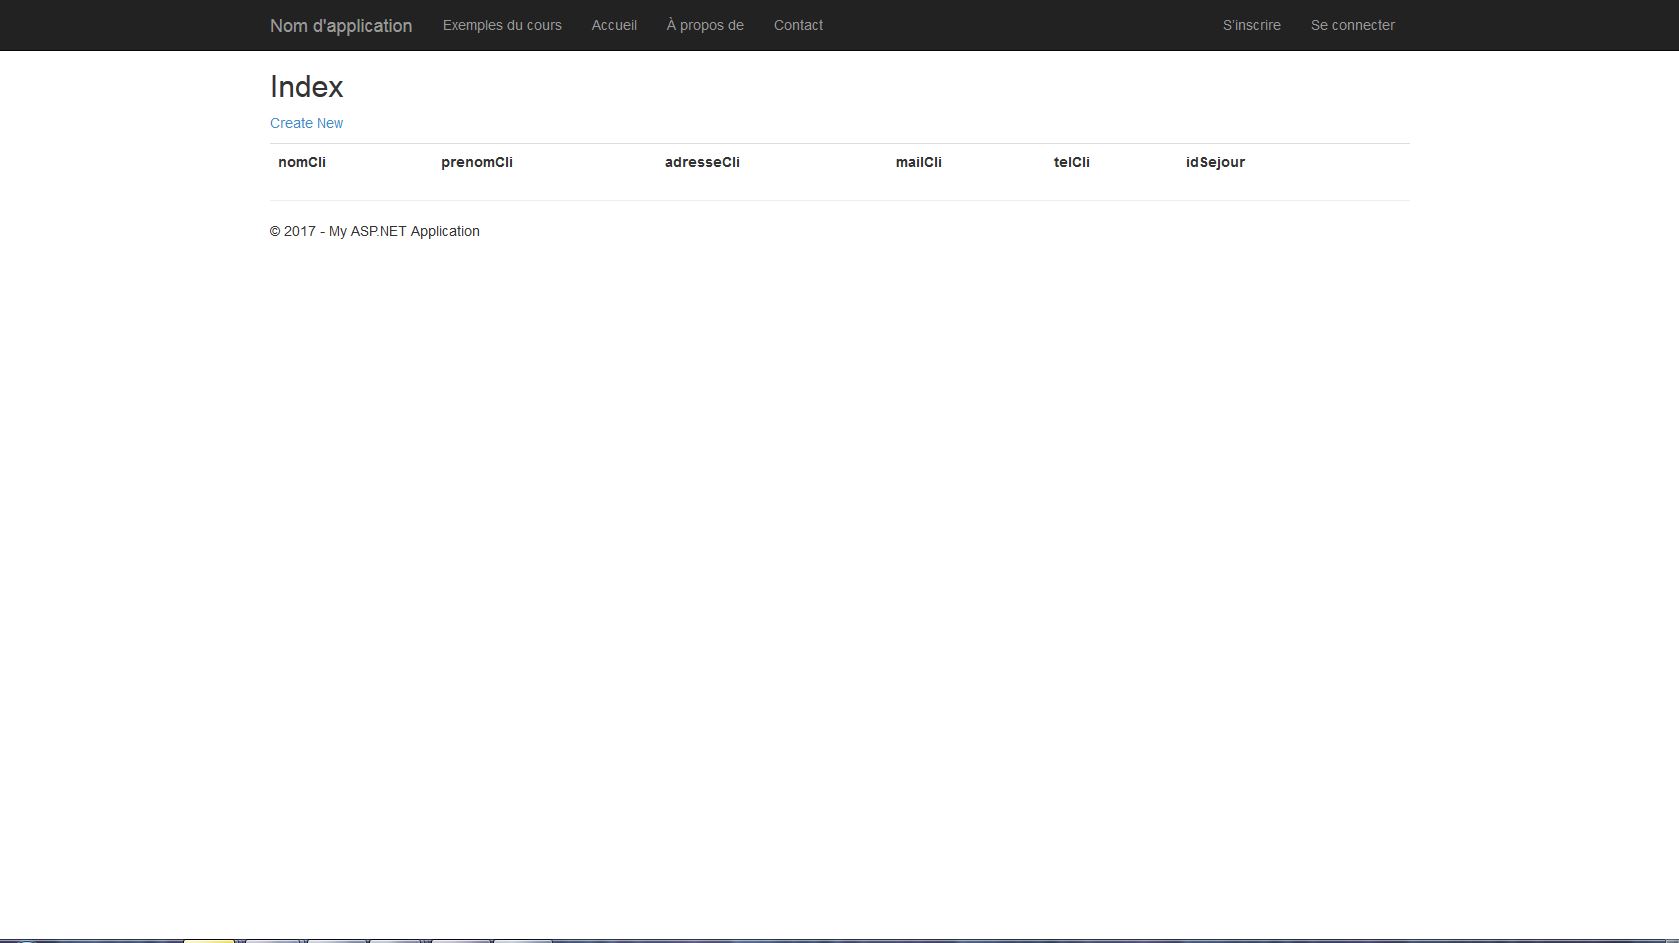 Nom d'application Exemples du cours Accueil À propos de Contact S'inscrire Se connecter
Index
Create New
nomCli prenomCli adresseCli mailCli telCli idSejour
© 2017 - My ASP.NET Application